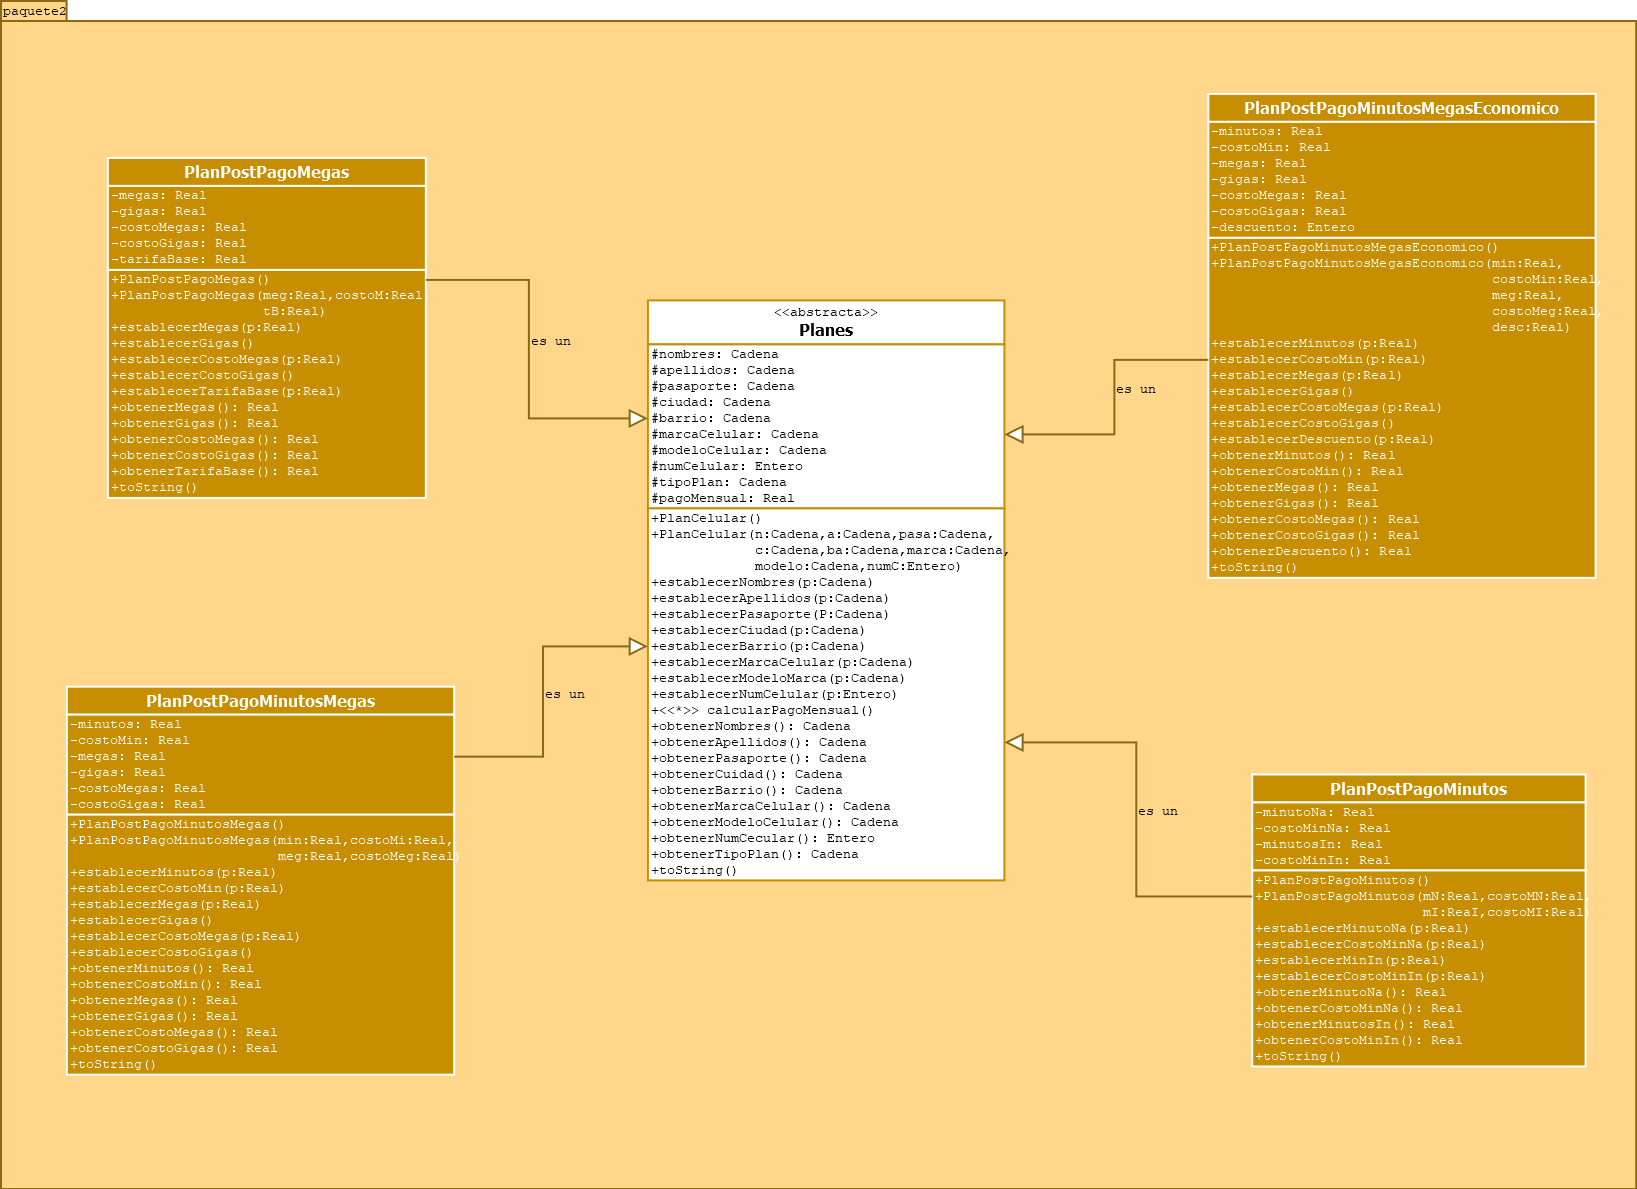 paquete2
PlanPostPagoMegas
-megas: Real
-gigas: Real
-costoMegas: Real
-costoGigas: Real
-tarifaBase: Real
+PlanPostPagoMegas()
+PlanPostPagoMegas(meg:Real,costoM:Real
tB:Real)
+establecerMegas(p:Real)
+establecerGigas()
+establecerCostoMegas(p:Real)
+establecerCostoGigas()
+establecerTarifaBase(p:Real)
+obtenerMegas(): Real
+obtenerGigas(): Real
+obtenerCostoMegas(): Real
+obtenerCostoGigas(): Real
+obtenerTarifaBase(): Real
+toString()
es un
PlanPostPagoMinutosMegas
-minutos: Real
-costoMin: Real
-megas: Real
-gigas: Real
-costoMegas: Real
-costoGigas: Real
+PlanPostPagoMinutosMegas()
+PlanPostPagoMinutosMegas(min:Real,costoMi:Real,
meg:Real,costoMeg:Real)
+establecerMinutos(p:Real)
+establecerCostoMin(p:Real)
+establecerMegas(p:Real)
+establecerGigas()
+establecerCostoMegas(p:Real)
+establecerCostoGigas()
+obtenerMinutos(): Real
+obtenerCostoMin(): Real
+obtenerMegas(): Real
+obtenerGigas(): Real
+obtenerCostoMegas(): Real
+obtenerCostoGigas(): Real
+toString()
es un
<<abstracta>>
Planes
#nombres: Cadena
#apellidos: Cadena
#pasaporte: Cadena
#ciudad: Cadena
#barrio: Cadena
#marcaCelular: Cadena
#modeloCelular: Cadena
#numCelular: Entero
#tipoPlan: Cadena
#pagoMensual: Real
+PlanCelular()
+PlanCelular(n:Cadena,a:Cadena,pasa:Cadena,
c:Cadena,ba:Cadena,marca:Cadena,
modelo:Cadena,numC:Entero)
+establecerNombres(p:Cadena)
+establecerApellidos(p:Cadena)
+establecerPasaporte(P:Cadena)
+establecerCiudad(p:Cadena)
+establecerBarrio(p:Cadena)
+establecerMarcaCelular(p:Cadena)
+establecerModeloMarca(p:Cadena)
+establecerNumCelular(p:Entero)
+<<*>> calcularPagoMensual()
+obtenerNombres(): Cadena
+obtenerApellidos(): Cadena
+obtenerPasaporte(): Cadena
+obtenerCuidad(): Cadena
+obtenerBarrio(): Cadena
+obtenerMarcaCelular(): Cadena
+obtenerModeloCelular(): Cadena
+obtenerNumCecular(): Entero
+obtenerTipoPlan(): Cadena
+toString()
PlanPostPagoMinutosMegasEconomico
-minutos: Real
-costoMin: Real
-megas: Real
-gigas: Real
-costoMegas: Real
-costoGigas: Real
-descuento: Entero
+PlanPostPagoMinutosMegasEconomico()
+PlanPostPagoMinutosMegasEconomico(min:Real,
costoMin:Real,
meg:Real,
costoMeg:Real,
desc:Real)
+establecerMinutos(p:Real)
+establecerCostoMin(p:Real)
+establecerMegas(p:Real)
+establecerGigas()
+establecerCostoMegas(p:Real)
+establecerCostoGigas()
+establecerDescuento(p:Real)
+obtenerMinutos(): Real
+obtenerCostoMin(): Real
+obtenerMegas(): Real
+obtenerGigas(): Real
+obtenerCostoMegas(): Real
+obtenerCostoGigas(): Real
+obtenerDescuento(): Real
+toString()
es un
PlanPostPagoMinutos
-minutoNa: Real
-costoMinNa: Real
-minutosIn: Real
-costoMinIn: Real
+PlanPostPagoMinutos()
+PlanPostPagoMinutos(mN:Real,costoMN:Real,
mI:ReaI,costoMI:Real)
+establecerMinutoNa(p:Real)
+establecerCostoMinNa(p:Real)
+establecerMinIn(p:Real)
+establecerCostoMinIn(p:Real)
+obtenerMinutoNa(): Real
+obtenerCostoMinNa(): Real
+obtenerMinutosIn(): Real
+obtenerCostoMinIn(): Real
+toString()
es un